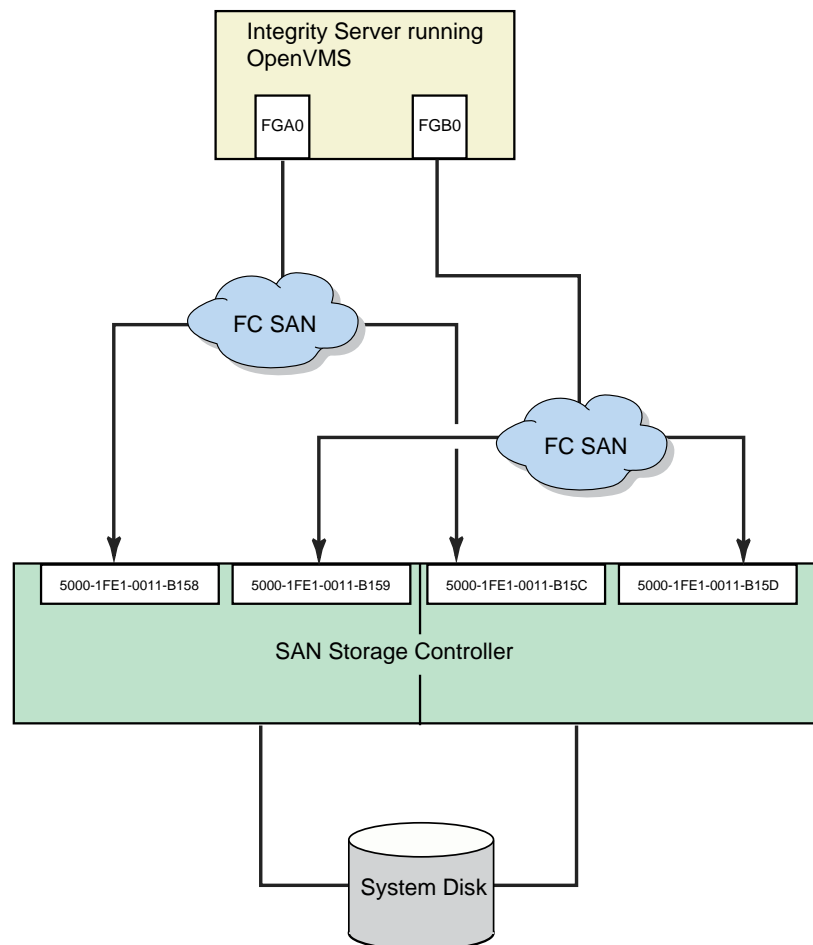 Integrity Server running
OpenVMS
FGA0
FGB0
FC SAN
FC SAN
5000-1FE1-0011-B158
5000-1FE1-0011-B159
5000-1FE1-0011-B15C
5000-1FE1-0011-B15D
SAN Storage Controller
System Disk